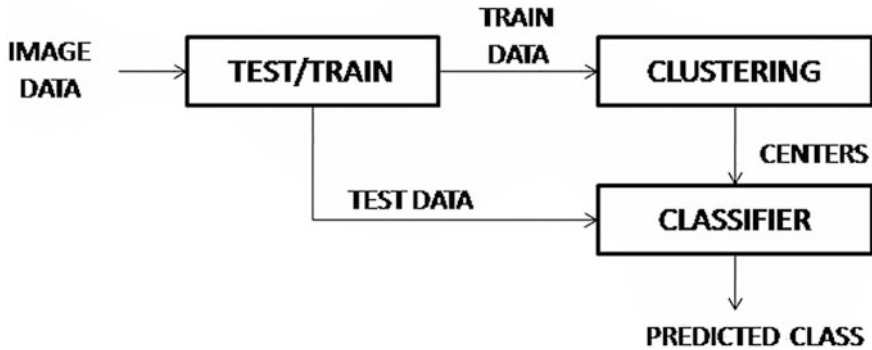 TRAIN
DATA
IMAGE
DATA
TEST/TRAIN
CLUSTERING
CENTERS
TEST DATA
CLASSIFIER
PREDICTED CLASS